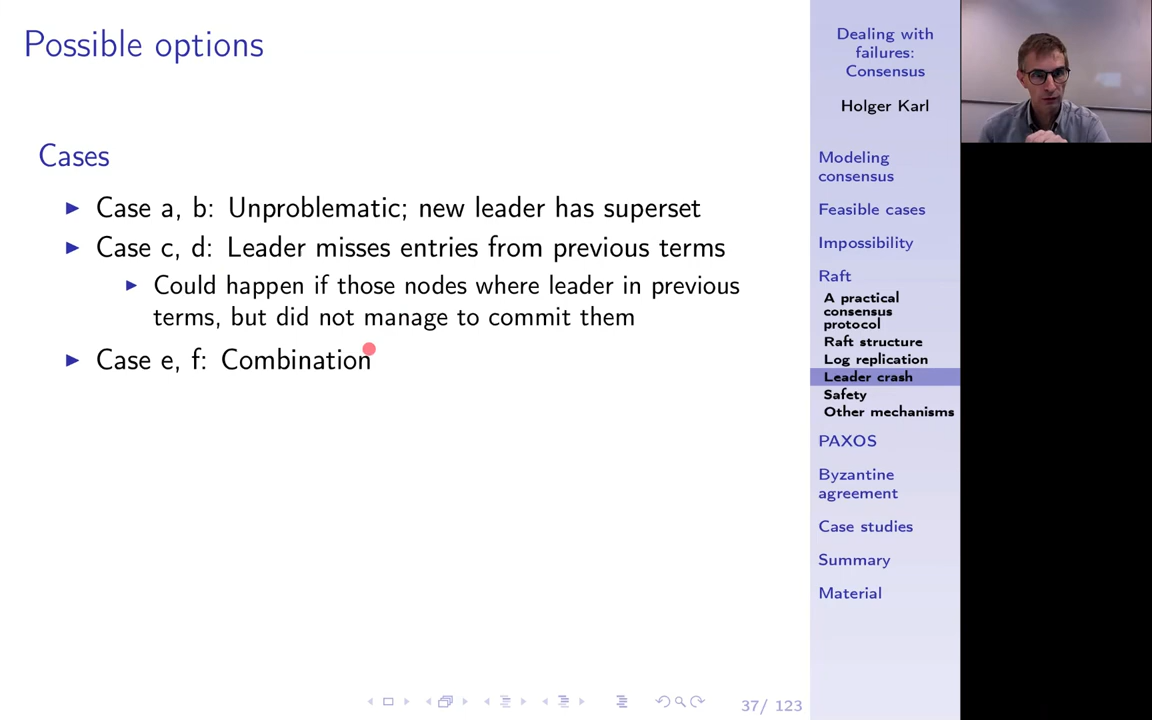 Possible options
Cases
Case a, b: Unproblematic; new leader has superset
Case c, d: Leader misses entries from previous terms
Could happen if those nodes where leader in previous
terms, but did not manage to commit them
Case e, f: Combination
37/ 123
Dealing with
failures:
Consensus
Holger Karl
Modeling
consensus
Feasible cases
Impossibility
Raft
A practical
consensus
protocol
Raft structure
Log replication
Leader crash
Safety
Other mechanisms
PAXOS
Byzantine
agreement
Case studies
Summary
Material